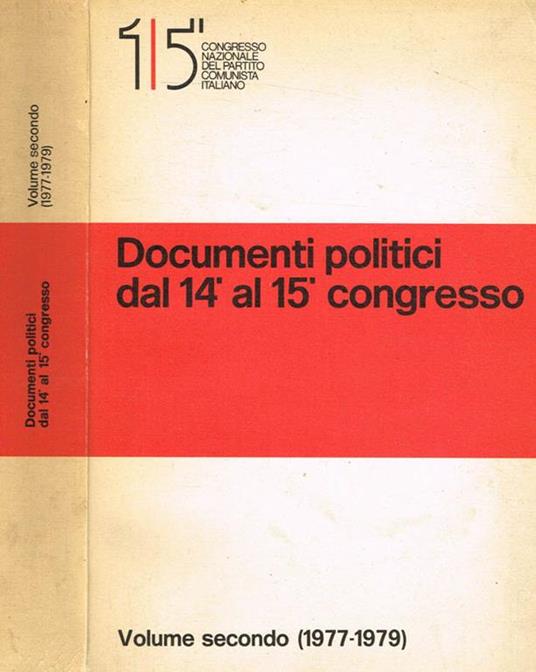 15°
CONGRESSO
NAZIONALE
DEL PARTITO
COMUNISTA
ITALIANO
Documenti politici
dal 14° al 15° congresso
Volume secondo (1977-1979)
Volume secondo
(1977-1979)
Documenti politici
dal 14° al 15° congresso